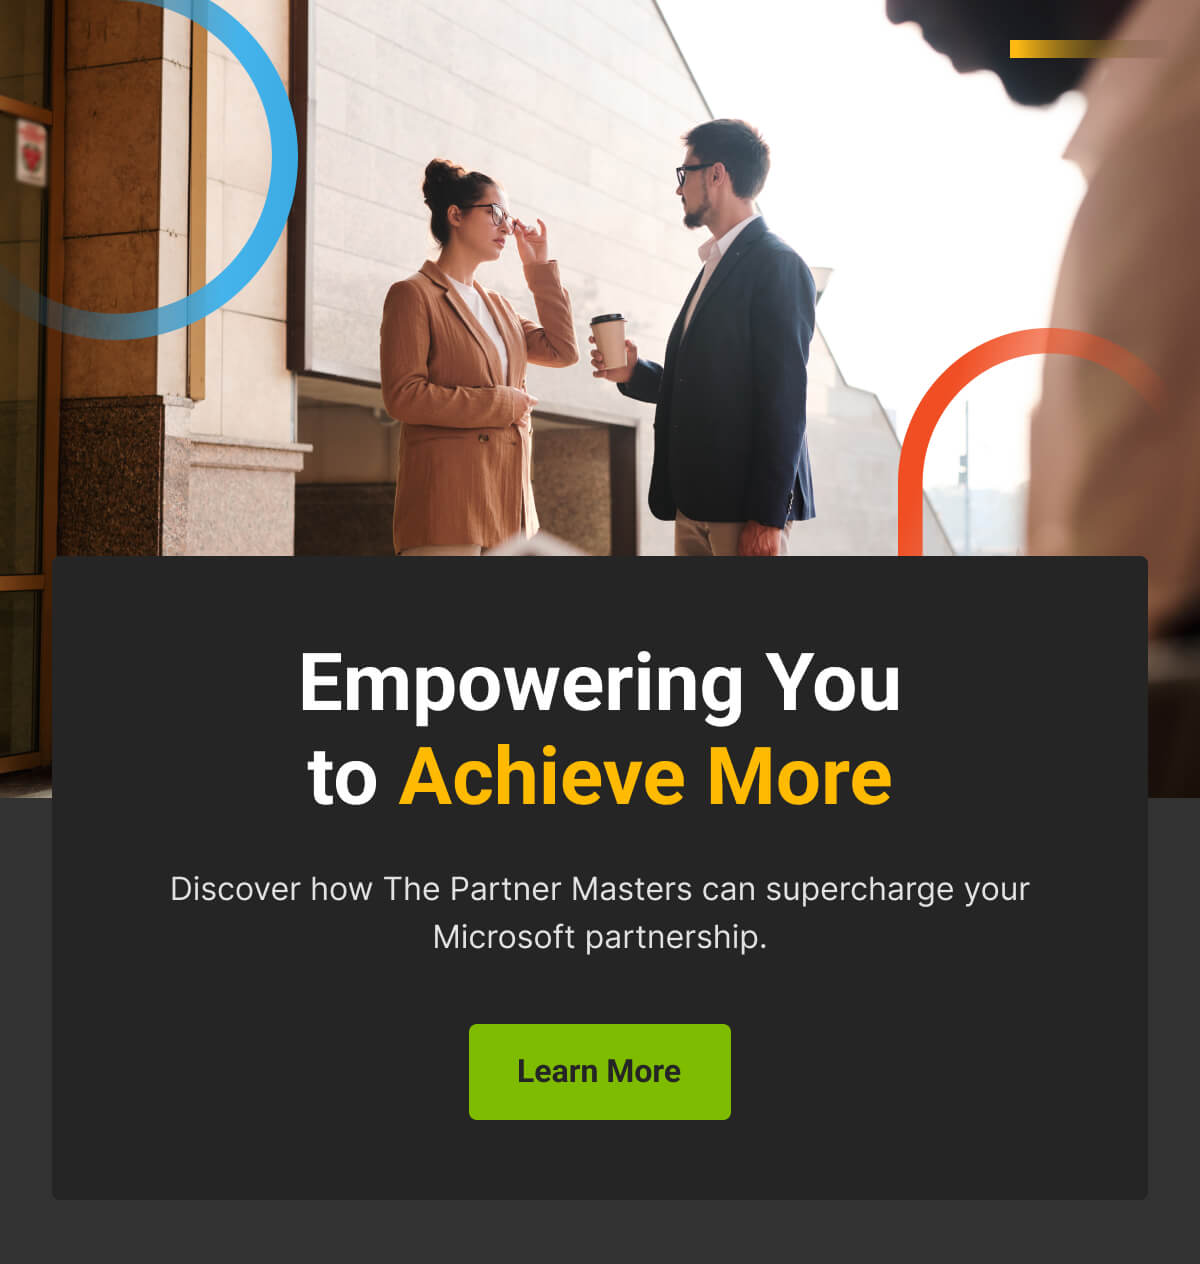 Empowering You
to Achieve More
Discover how The Partner Masters can supercharge your
Microsoft partnership.
Learn More